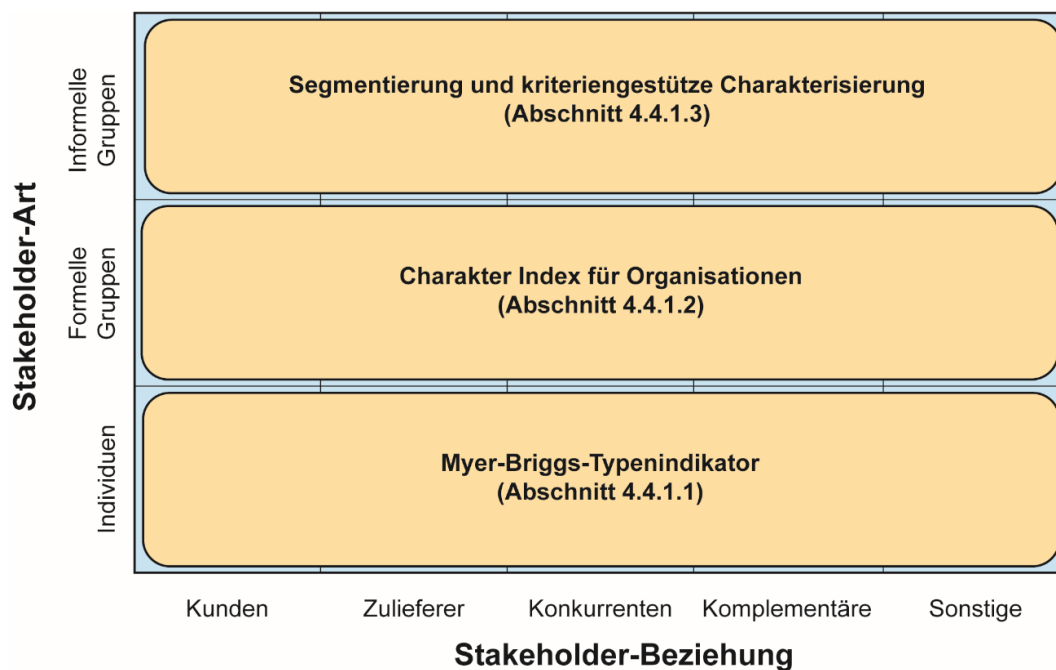 Stakeholder-Art
Informelle
Gruppen
Segmentierung und kriteriengestütze Charakterisierung
(Abschnitt 4.4.1.3)
Formelle
Gruppen
Charakter Index für Organisationen
(Abschnitt 4.4.1.2)
Individuen
Myer-Briggs-Typenindikator
(Abschnitt 4.4.1.1)
Kunden
Zulieferer
Konkurrenten
Komplementäre
Sonstige
Stakeholder-Beziehung